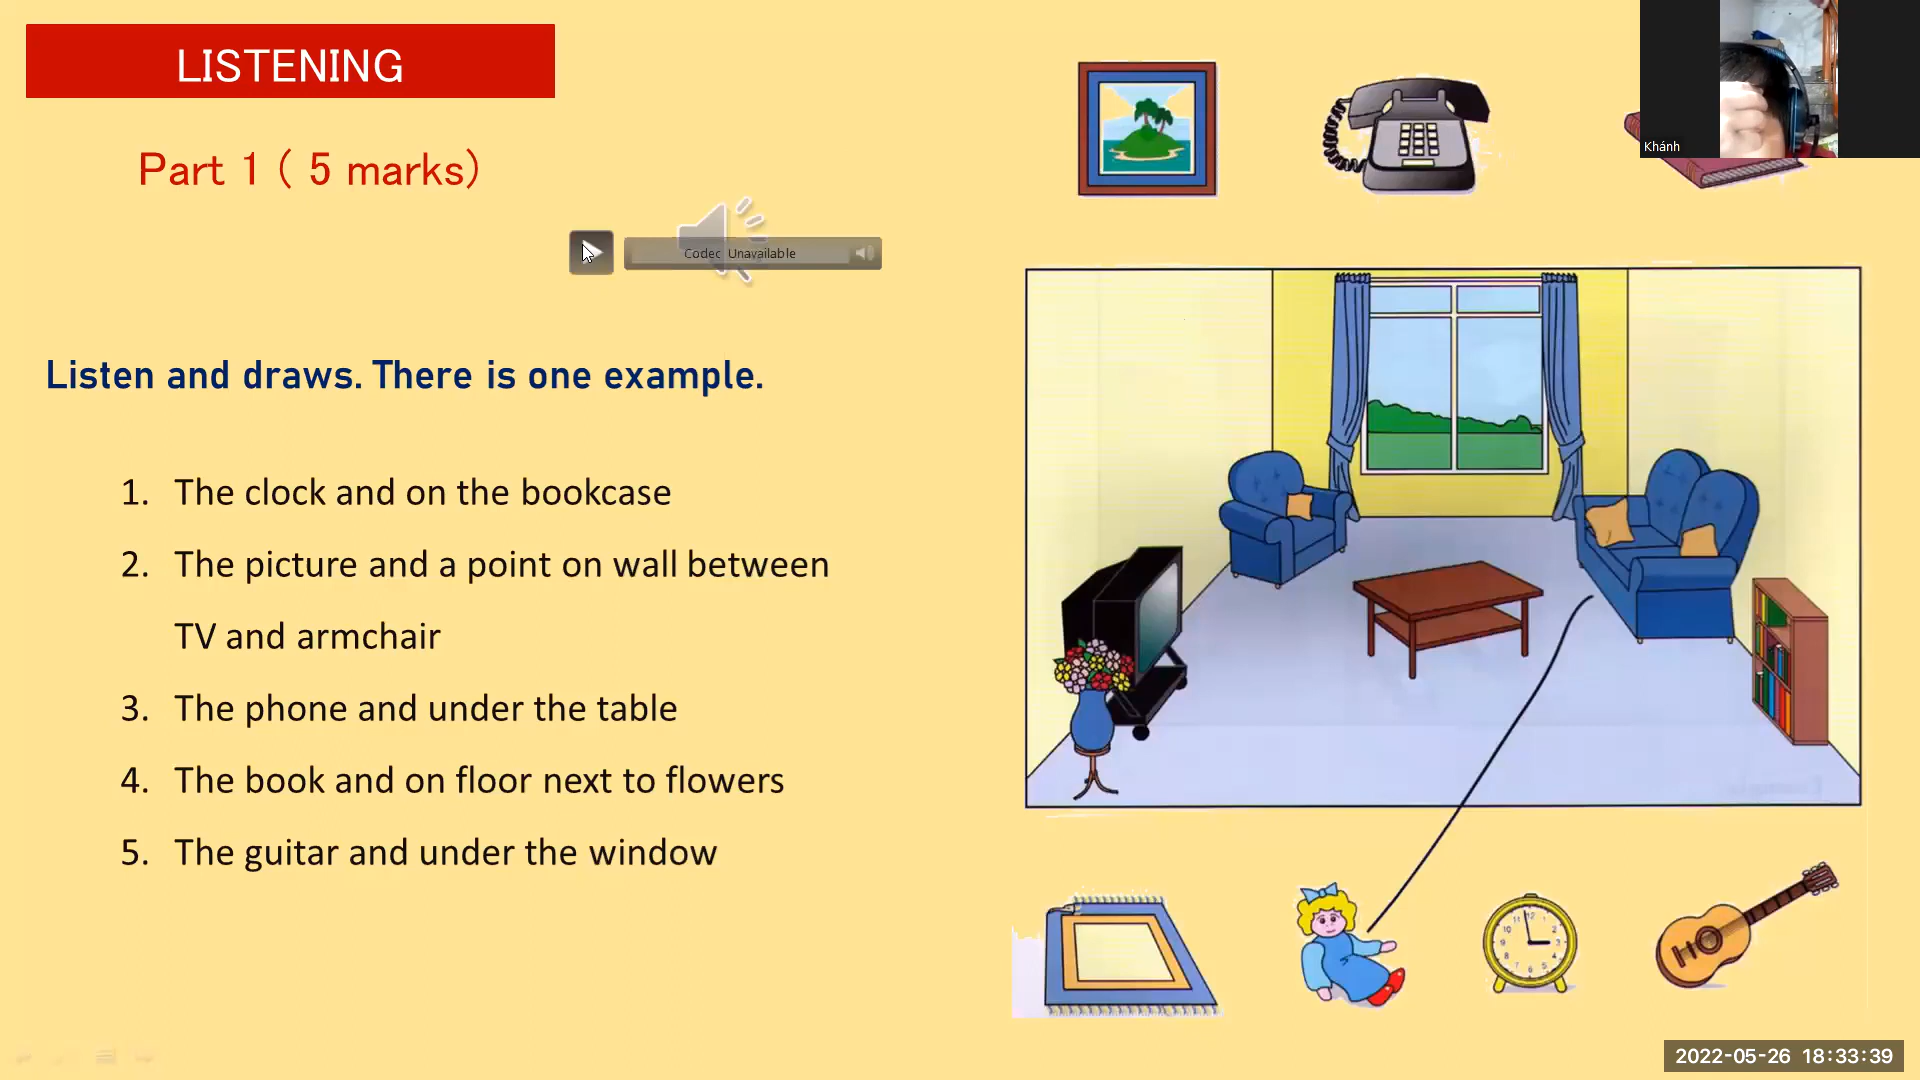 LISTENING
Part 1 ( 5 marks)
Khánh
Codec Unavailable
Listen and draws. There is one example.
1. The clock and on the bookcase
2. The picture and a point on wall between
TV and armchair
3. The phone and under the table
4. The book and on floor next to flowers
5. The guitar and under the window
2022-05-26 18:33:39